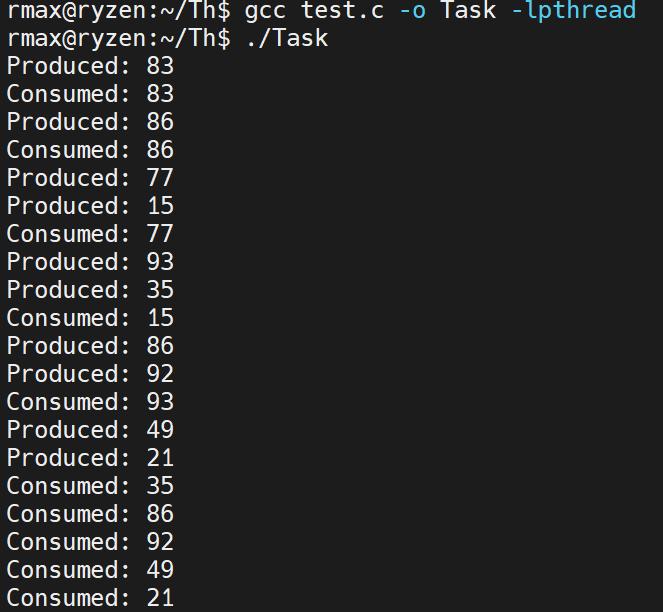 rmax@ryzen:~/Th$ gcc test.c -o Task -lpthread
rmax@ryzen:~/Th$ ./Task
Produced: 83
Consumed: 83
Produced: 86
Consumed: 86
Produced: 77
Produced: 15
Consumed: 77
Produced: 93
Produced: 35
Consumed: 15
Produced: 86
Produced: 92
Consumed: 93
Produced: 49
Produced: 21
Consumed: 35
Consumed: 86
Consumed: 92
Consumed: 49
Consumed: 21